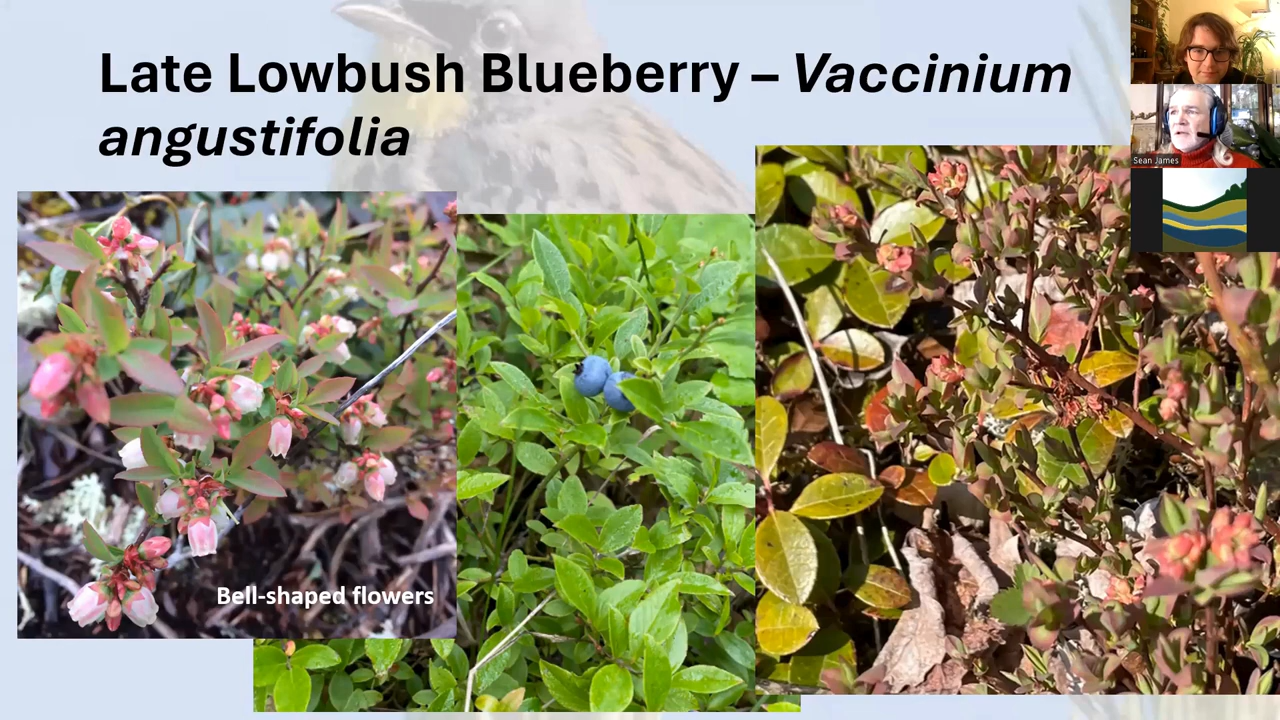 Late Lowbush Blueberry – Vaccinium
angustifolia
Sean James
Bell-shaped flowers